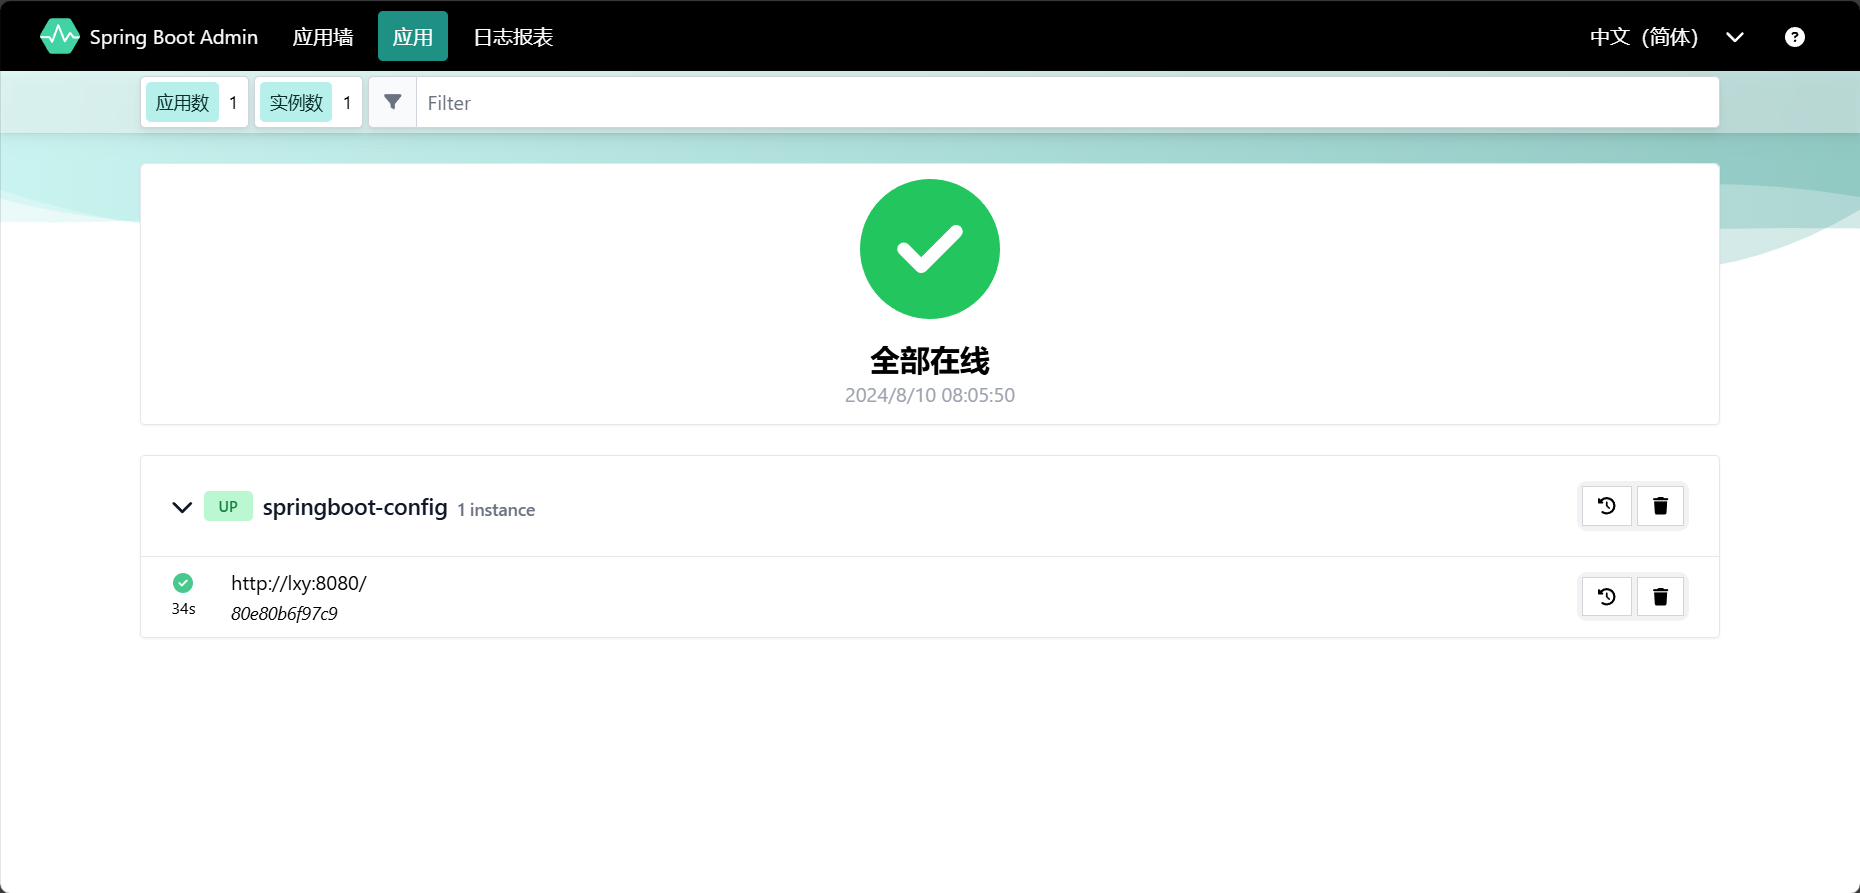 Spring Boot Admin 应用墙 应用 日志报表 中文 (简体)
应用数 1 实例数 1 Filter
全部在线
2024/8/10 08:05:50
UP springboot-config 1 instance
http://lxy:8080/
34s 80e80b6f97c9